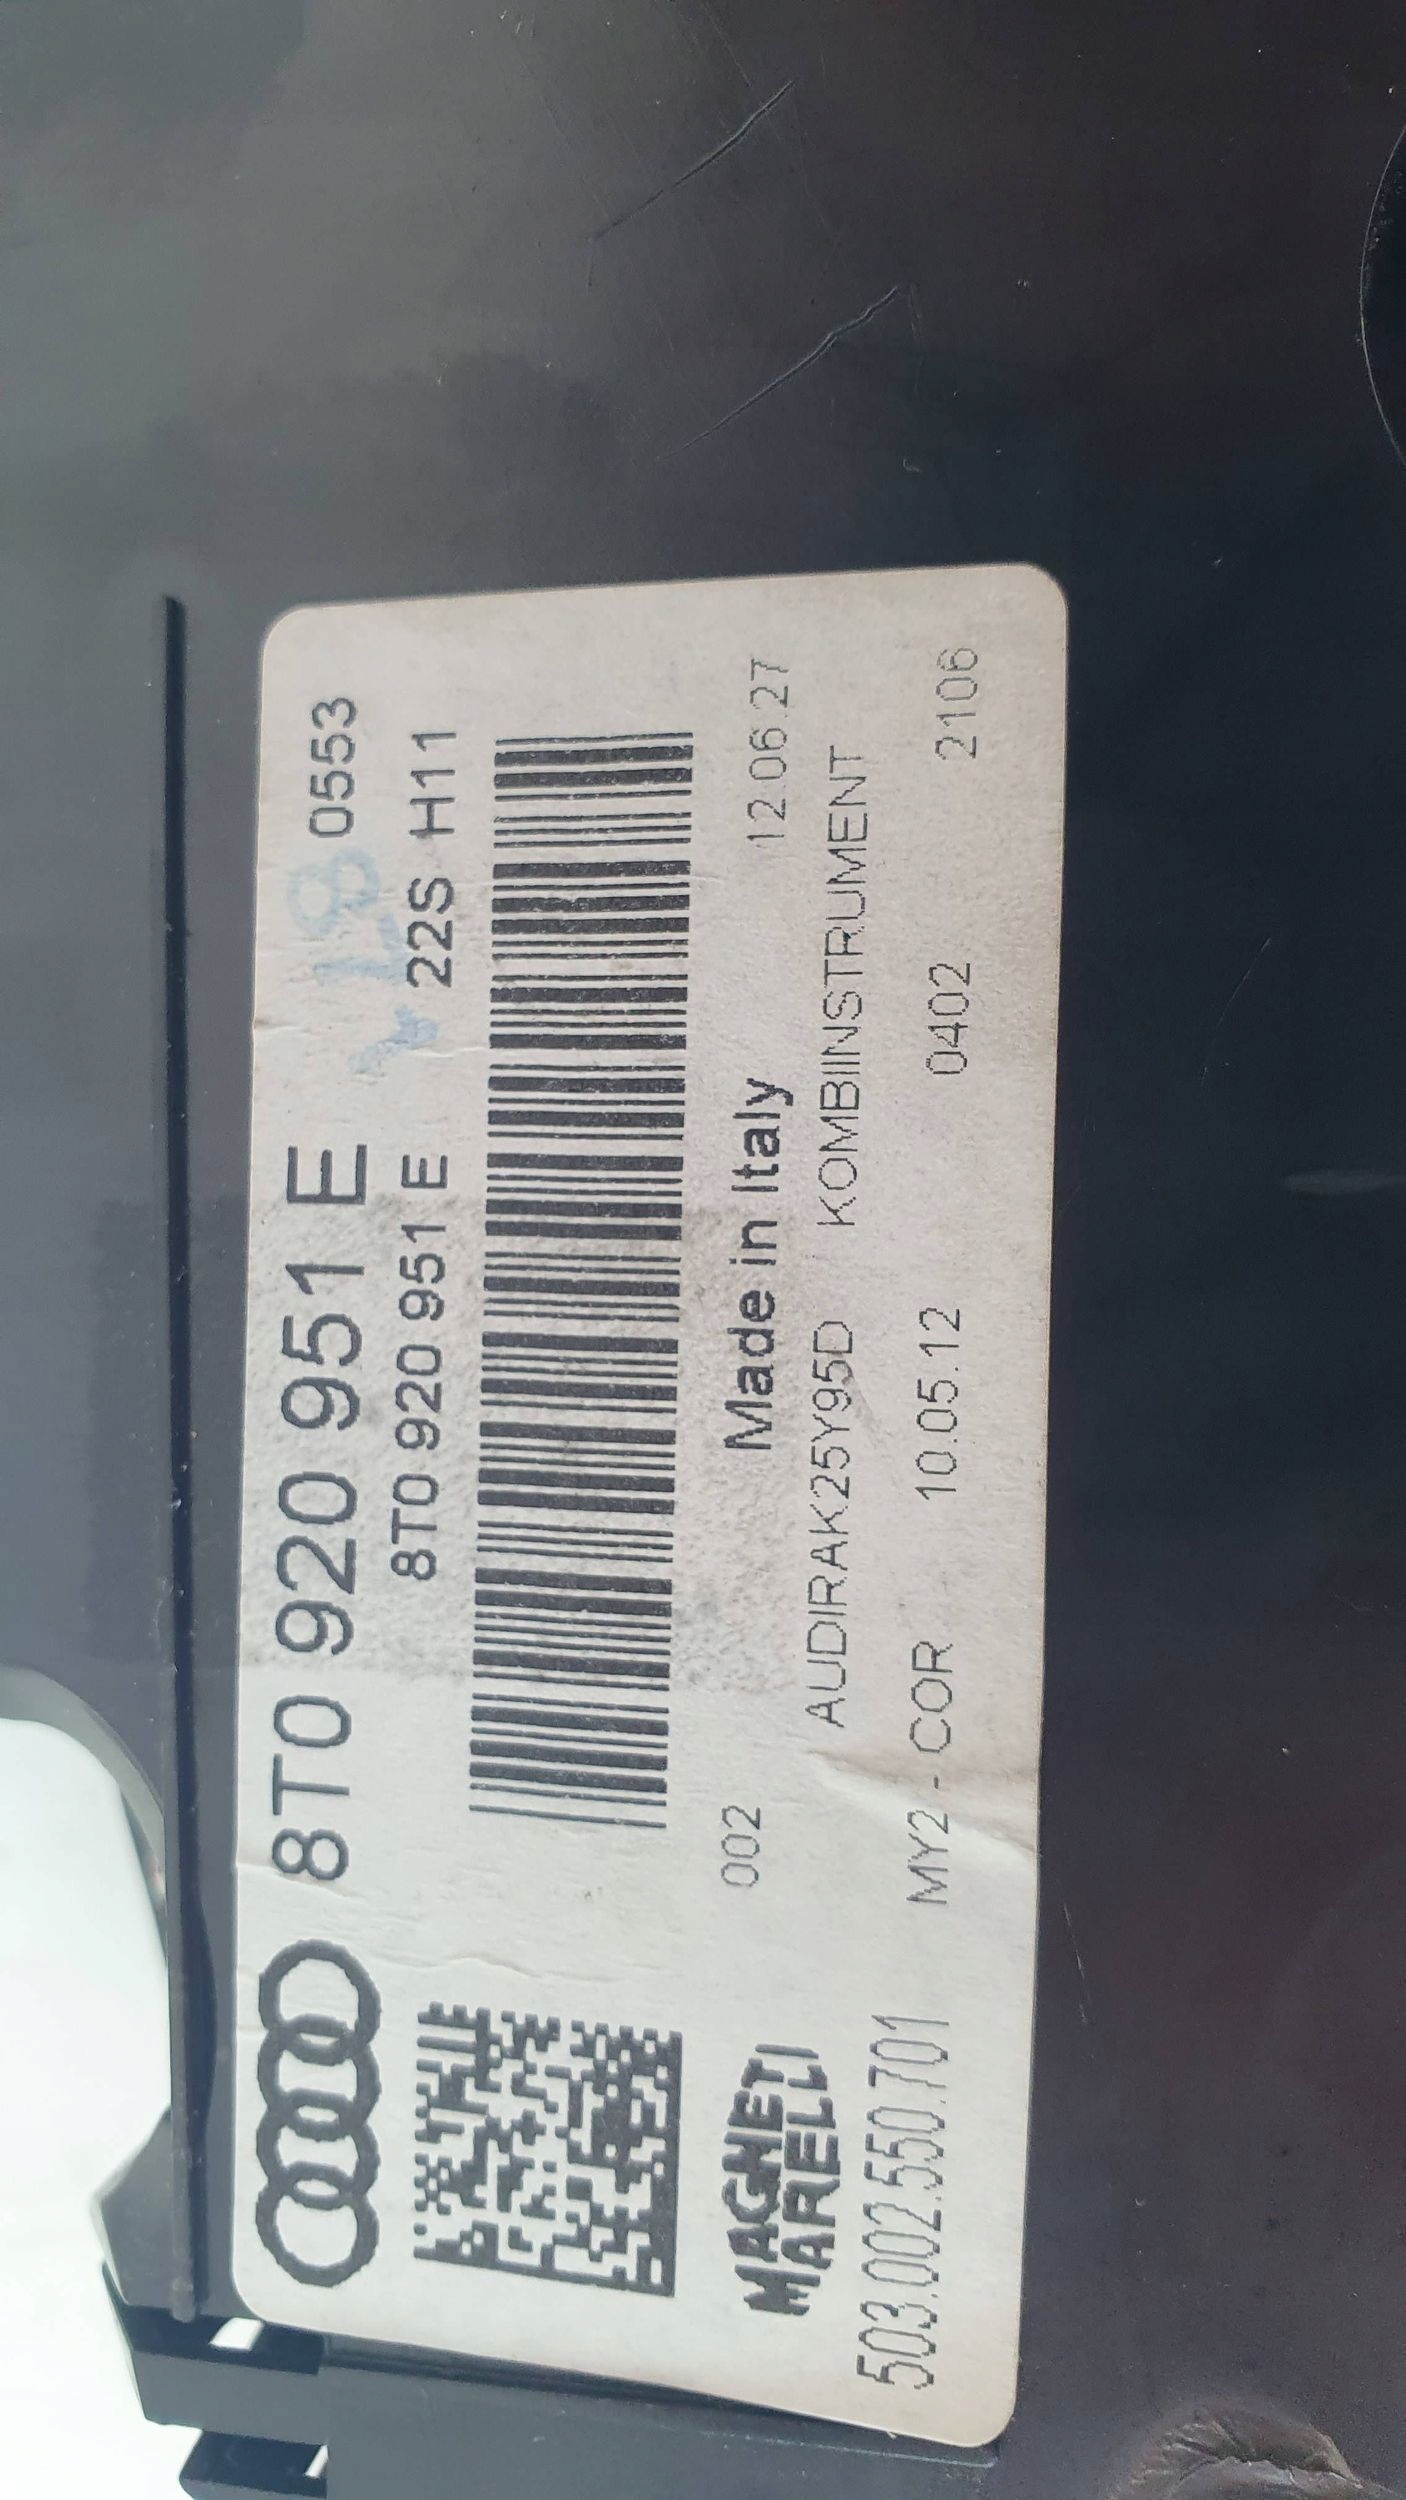 8T0 920 951 E 0553
8T0 920 951 E 22S H11
002 Made in Italy 12.06.27
MAGNETI
MARELLI
AUDIRAK25Y95D KOMBIINSTRUMENT
503.002.550.701 MY2 - COR 10.05.12 0402 2106